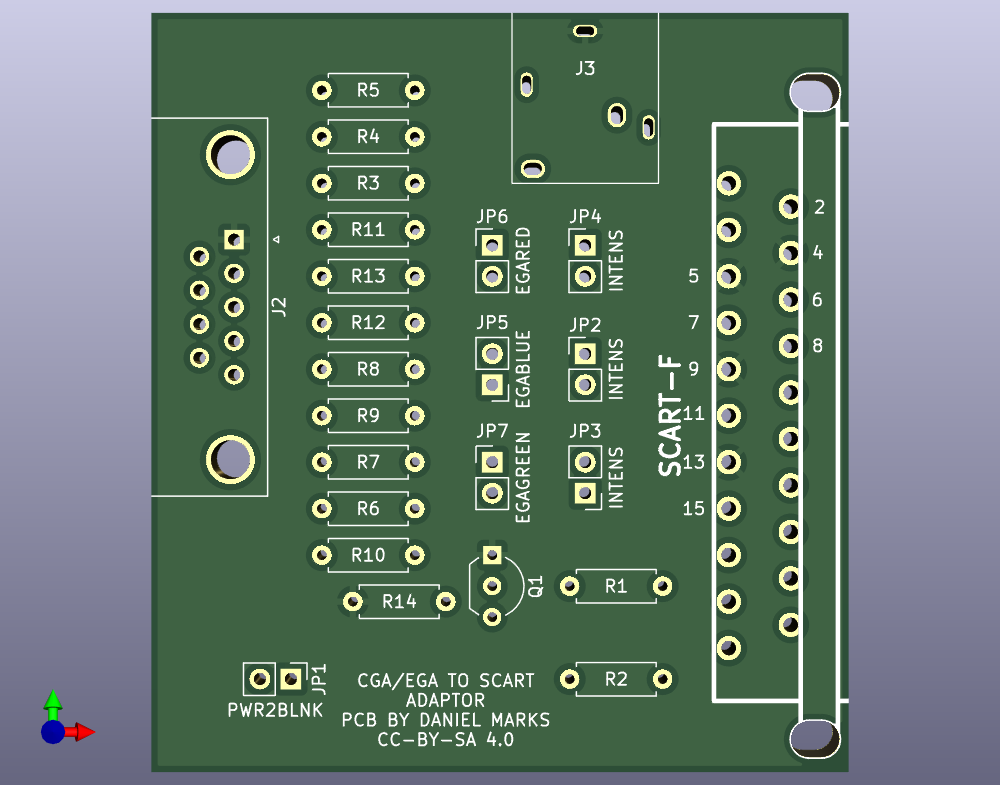 J3
R5
R4
R3
R11
R13
R12
R8
R9
R7
R6
R10
R14
J2
JP6
EGARED
JP4
INTENS
JP5
EGABLUE
JP2
INTENS
JP7
EGAGREEN
JP3
INTENS
Q1
R1
R2
SCART-F
2
4
6
8
5
7
9
11
13
15
JP1
PWR2BLNK
CGA/EGA TO SCART
ADAPTOR
PCB BY DANIEL MARKS
CC-BY-SA 4.0